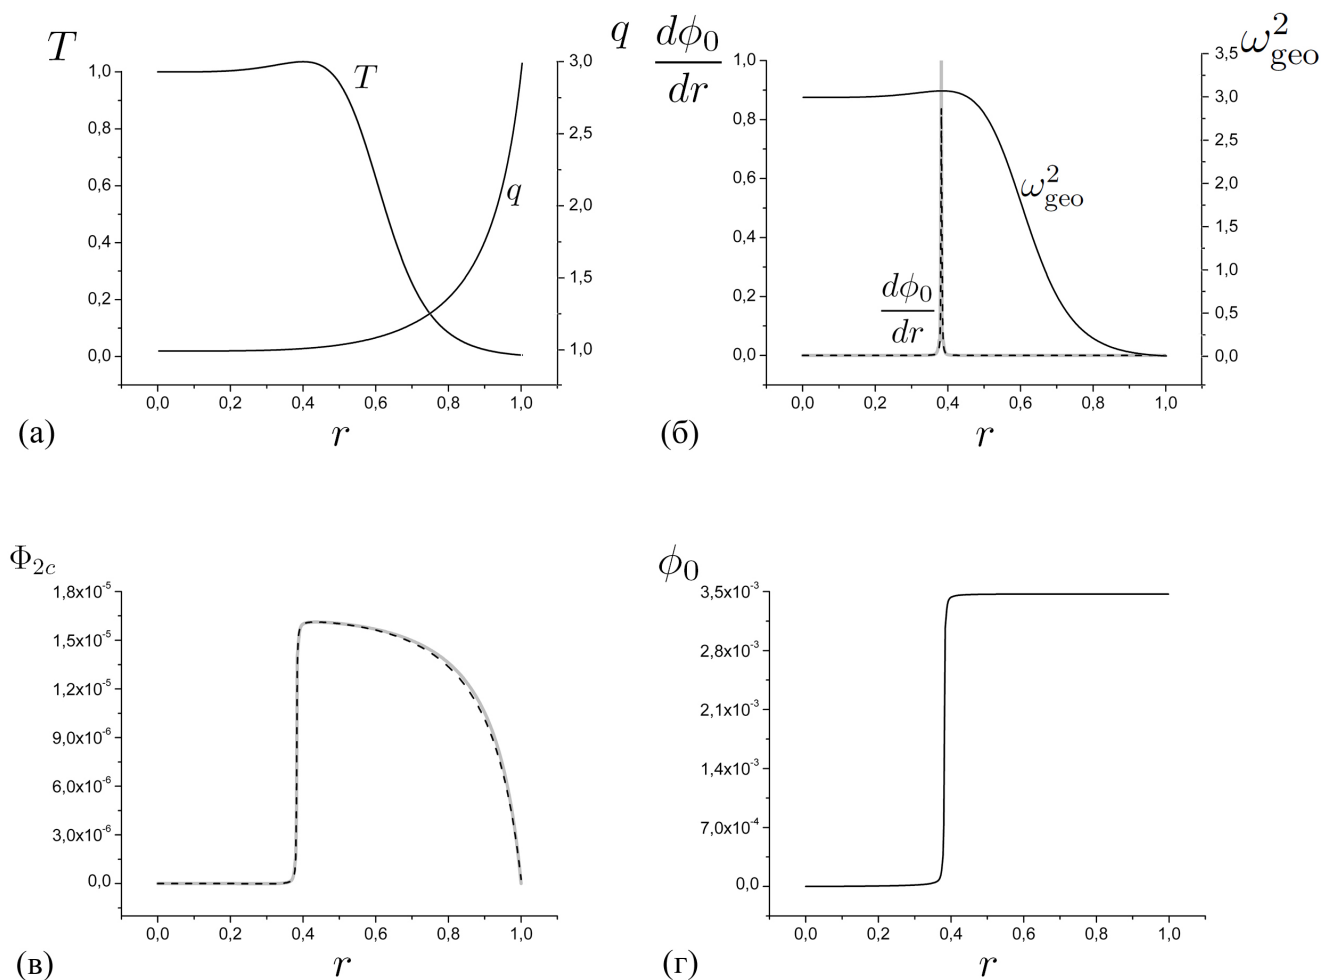 T
q
1,0
0,8
0,6
0,4
0,2
0,0
3,0
2,5
2,0
1,5
1,0
T
q
0,0 0,2 0,4 0,6 0,8 1,0
(а)
r
dϕ₀/dr
ω²geo
1,0
0,8
0,6
0,4
0,2
0,0
3,5
3,0
2,5
2,0
1,5
1,0
0,5
0,0
ω²geo
dϕ₀/dr
0,0 0,2 0,4 0,6 0,8 1,0
(б)
r
Φ₂c
1,8x10⁻⁵
1,5x10⁻⁵
1,2x10⁻⁵
9,0x10⁻⁶
6,0x10⁻⁶
3,0x10⁻⁶
0,0
0,0 0,2 0,4 0,6 0,8 1,0
(в)
r
ϕ₀
3,5x10⁻³
2,8x10⁻³
2,1x10⁻³
1,4x10⁻³
7,0x10⁻⁴
0,0
0,0 0,2 0,4 0,6 0,8 1,0
(г)
r